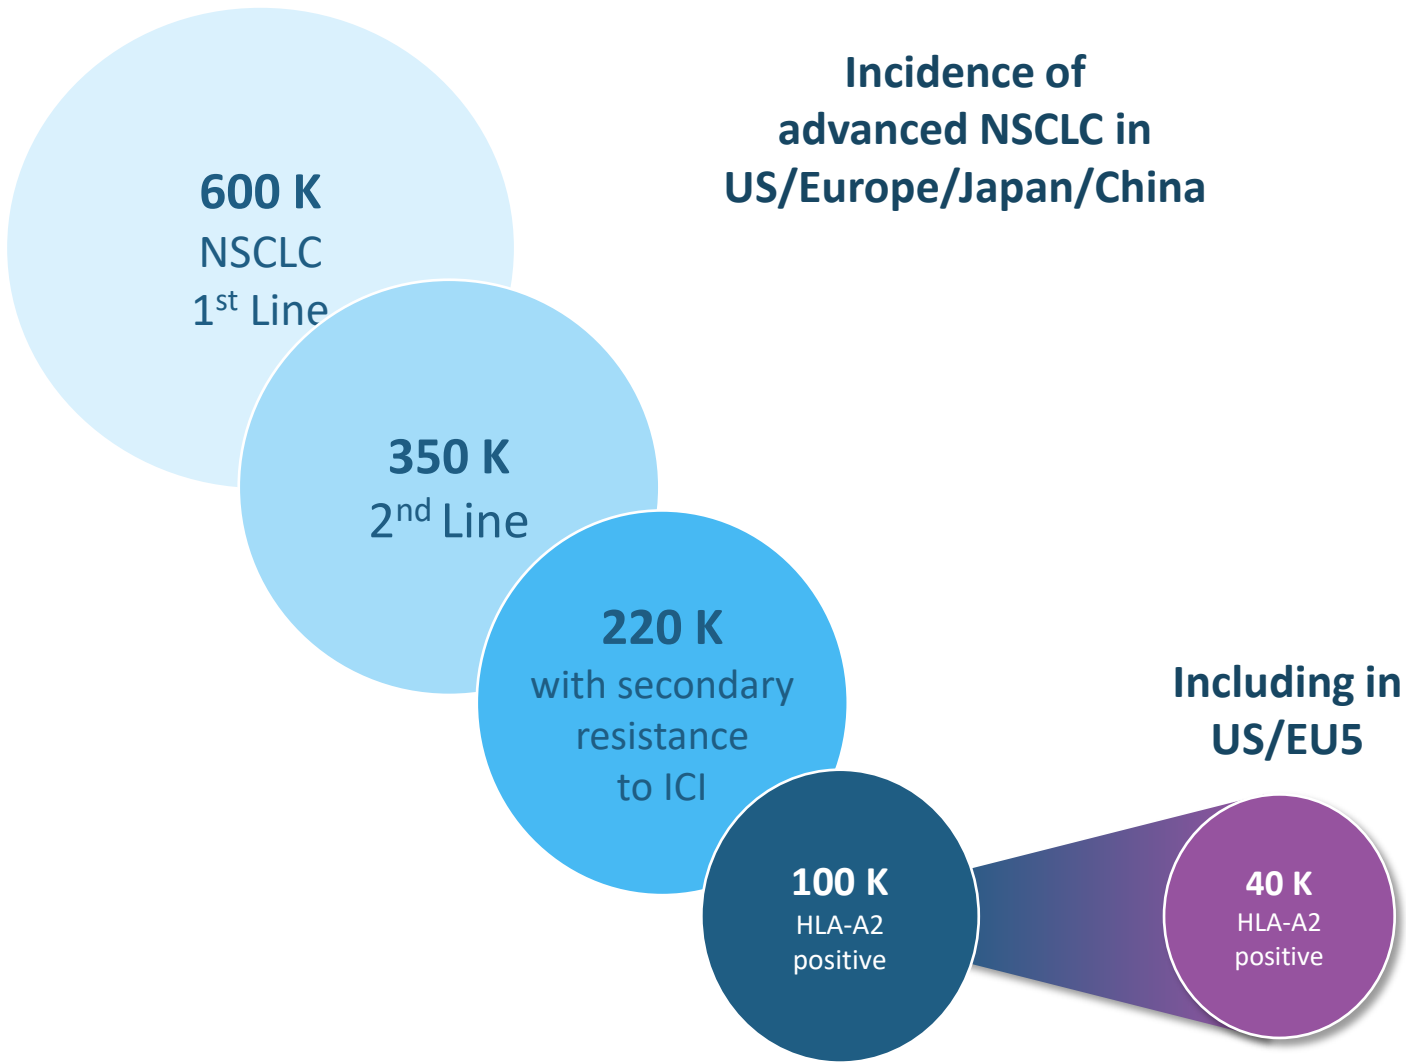 Incidence of
advanced NSCLC in
US/Europe/Japan/China
600 K
NSCLC
1st Line
350 K
2nd Line
220 K
with secondary
resistance
to ICI
100 K
HLA-A2
positive
Including in
US/EU5
40 K
HLA-A2
positive